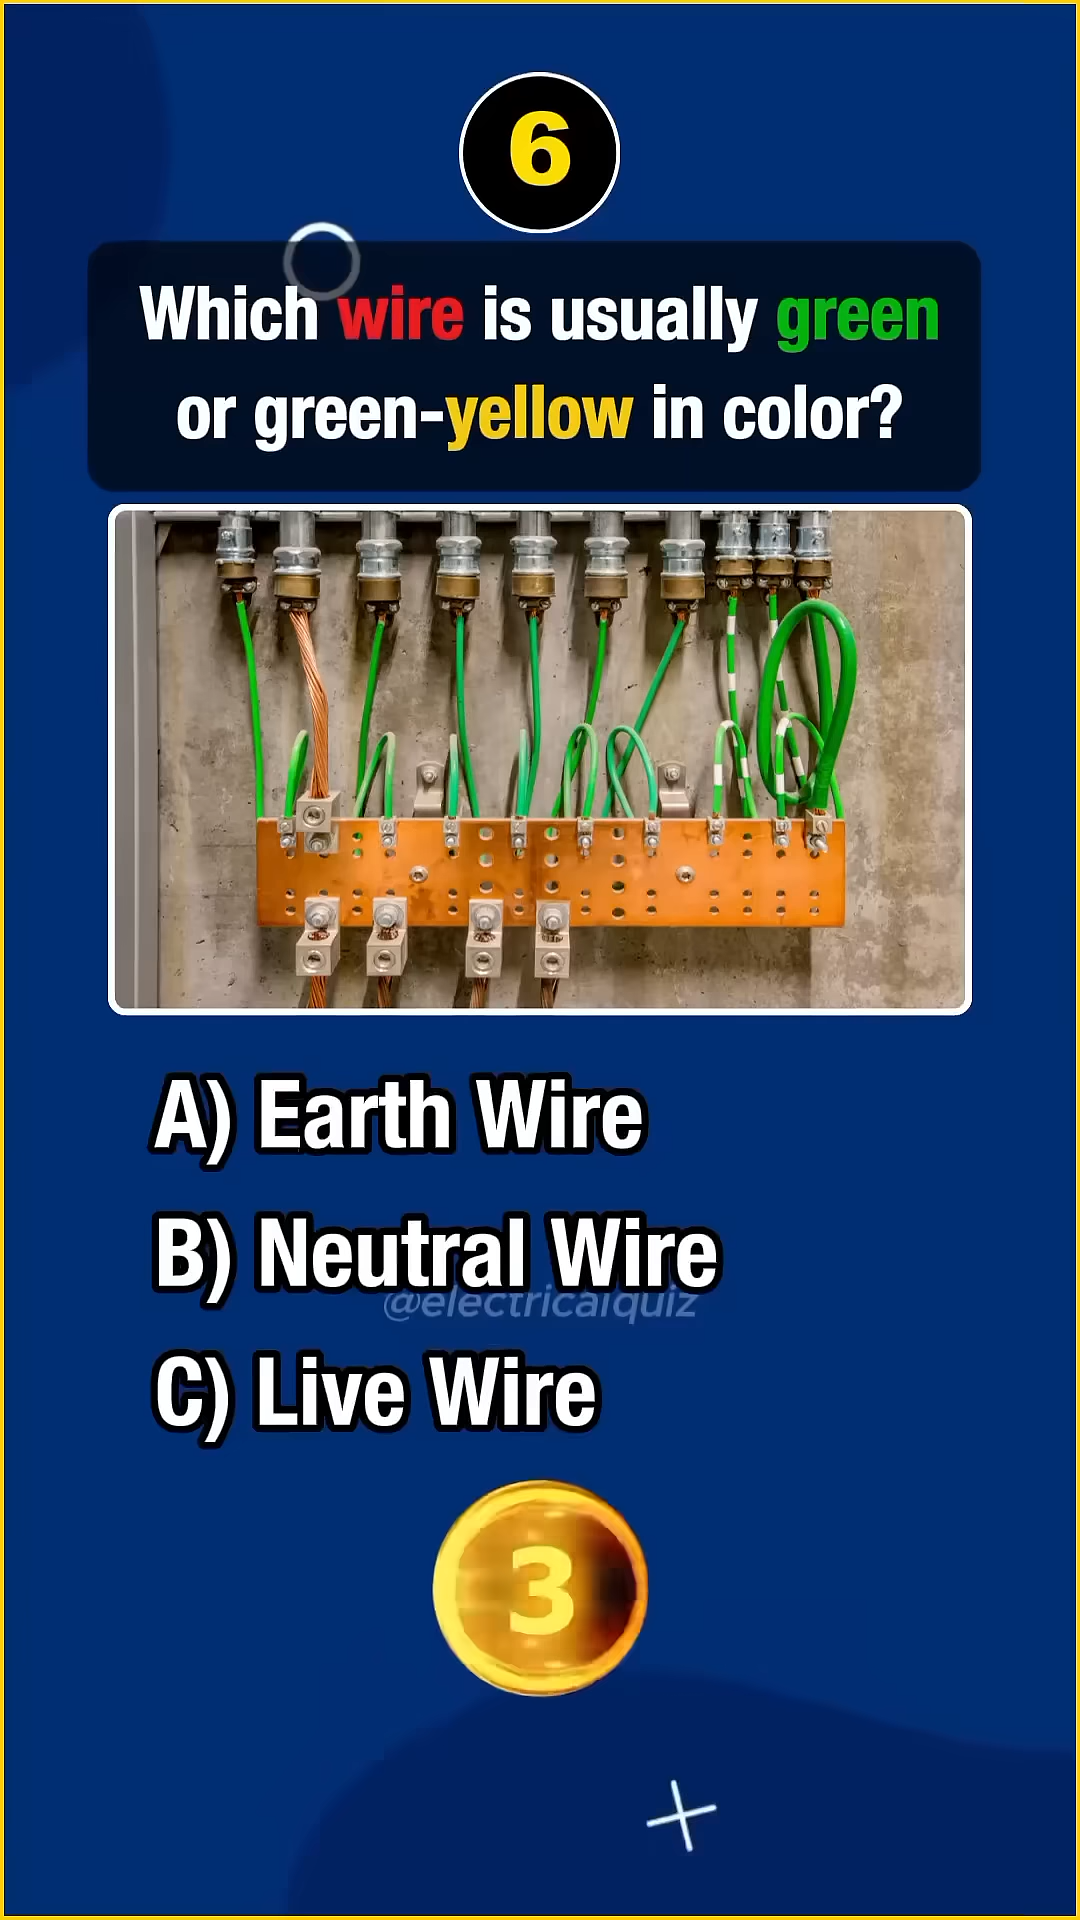 6
Which wire is usually green
or green-yellow in color?
A) Earth Wire
B) Neutral Wire
@electricalquiz
C) Live Wire
3